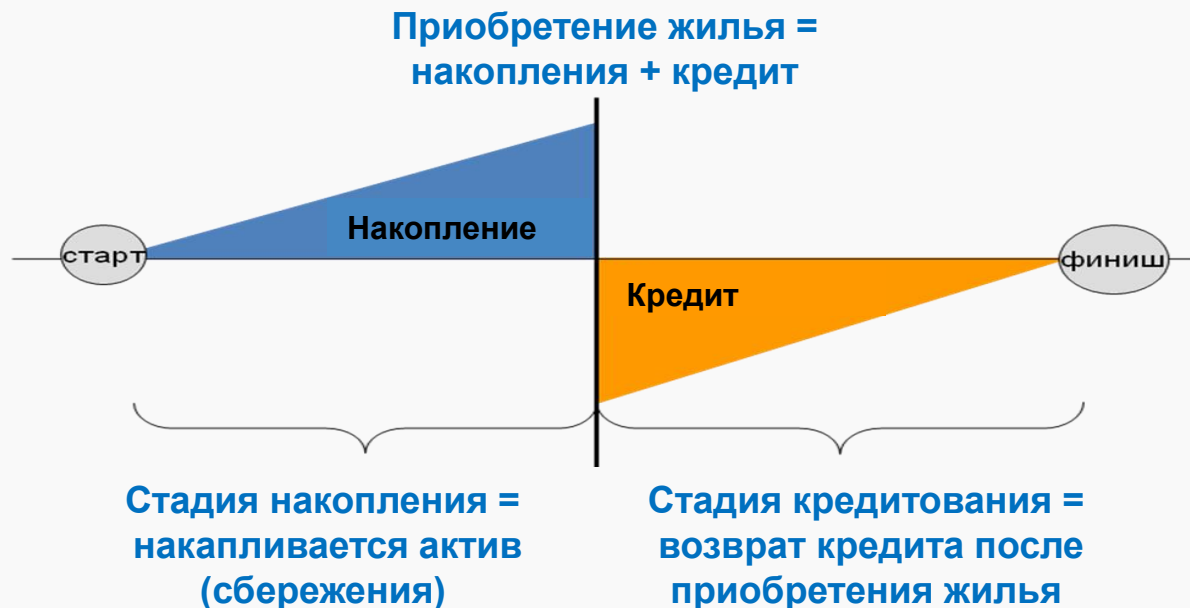 Приобретение жилья =
накопления + кредит
Накопление
старт
финиш
Кредит
Стадия накопления =
накапливается актив
(сбережения)
Стадия кредитования =
возврат кредита после
приобретения жилья